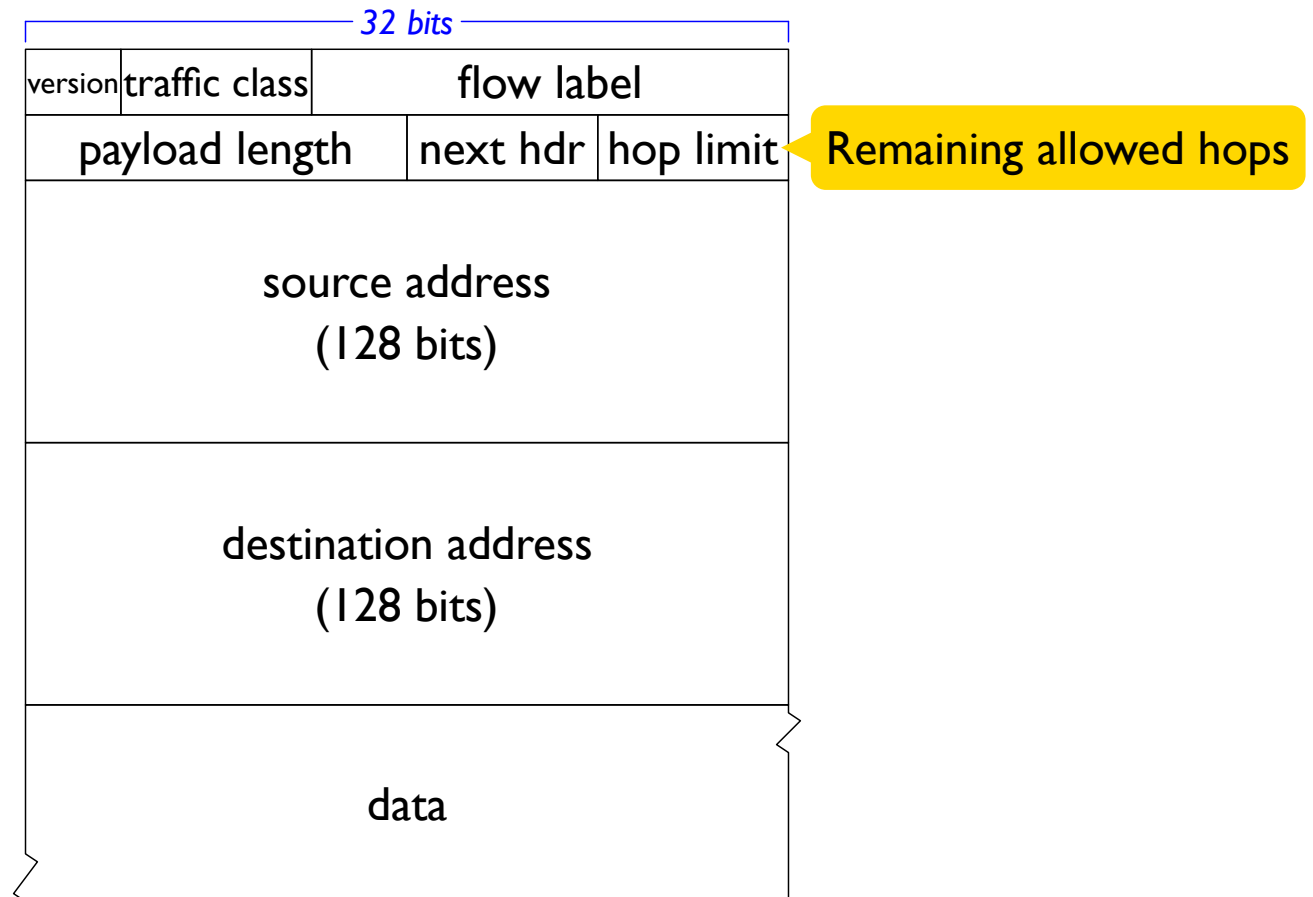 32 bits
version traffic class flow label
payload length next hdr hop limit Remaining allowed hops
source address
(128 bits)
destination address
(128 bits)
data